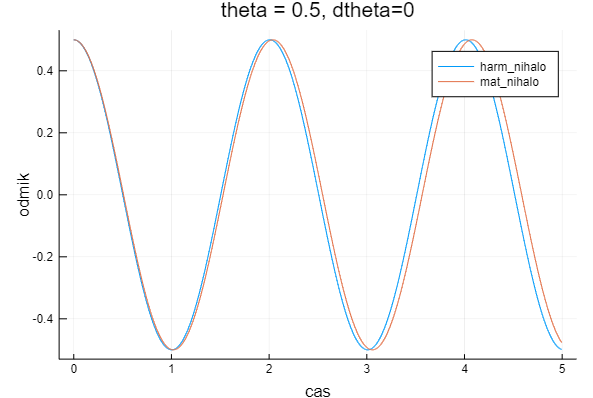 theta = 0.5, dtheta=0
harm_nihalo
mat_nihalo
odmik
0.4
0.2
0.0
-0.2
-0.4
0 1 2 3 4 5
cas